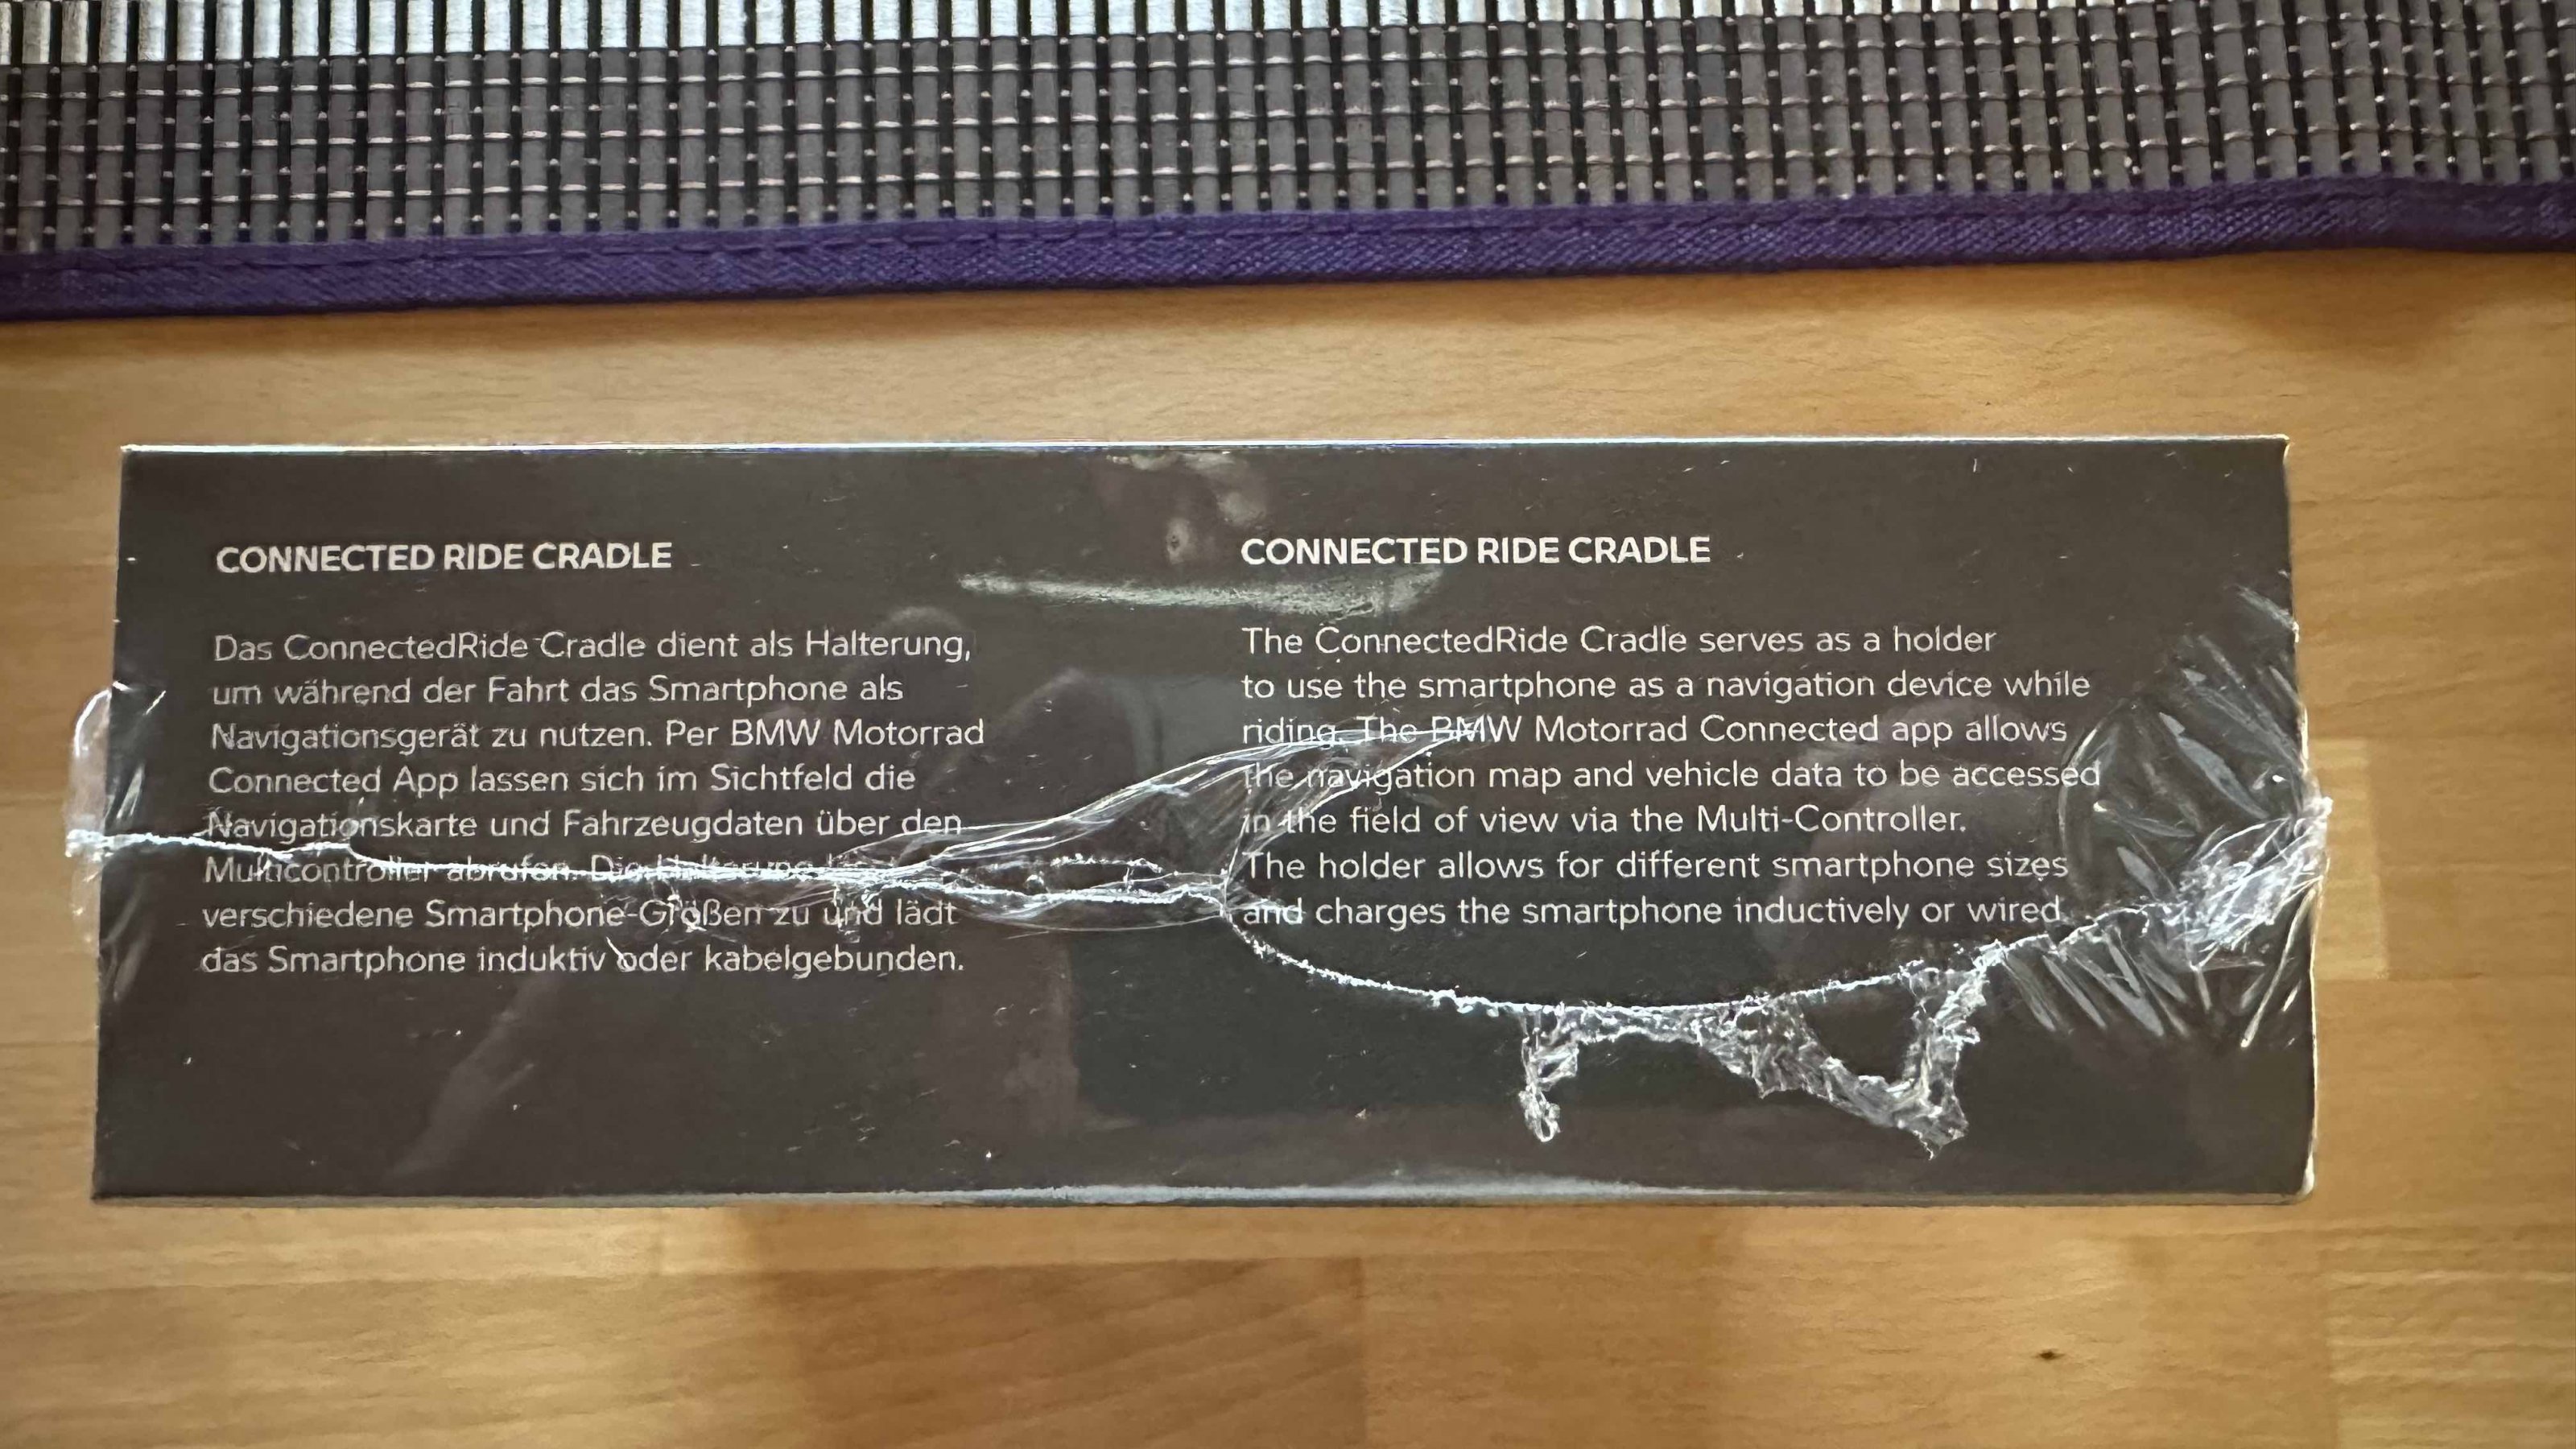 CONNECTED RIDE CRADLE
Das ConnectedRide Cradle dient als Halterung,
um während der Fahrt das Smartphone als
Navigationsgerät zu nutzen. Per BMW Motorrad
Connected App lassen sich im Sichtfeld die
Navigationskarte und Fahrzeugdaten über den
Multicontroller abrufen. Die Halterung lässt
verschiedene Smartphone-Größen zu und lädt
das Smartphone induktiv oder kabelgebunden.
CONNECTED RIDE CRADLE
The ConnectedRide Cradle serves as a holder
to use the smartphone as a navigation device while
riding. The BMW Motorrad Connected app allows
the navigation map and vehicle data to be accessed
in the field of view via the Multi-Controller.
The holder allows for different smartphone sizes
and charges the smartphone inductively or wired